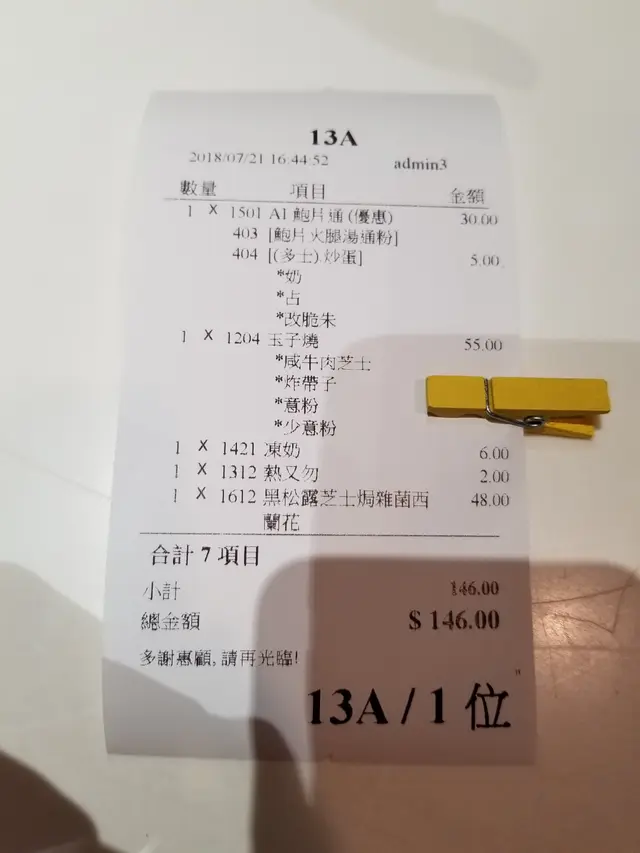 13A
2018/07/21 16:44:52 admin3
數量 項目 金額
1 X 1501 A1 鮑片通 (優惠) 30.00
403 [鮑片火腿湯通粉]
404 [(多士).炒蛋] 5.00
*奶
*占
*改脆朱
1 X 1204 玉子燒 55.00
*咸牛肉芝士
*炸帶子
*意粉
*少意粉
1 X 1421 凍奶 6.00
1 X 1312 熱又勿 2.00
1 X 1612 黑松露芝士焗雜菌西 48.00
蘭花
合計 7 項目
小計 $46.00
總金額 $ 146.00
多謝惠顧, 請再光臨!
13A / 1 位